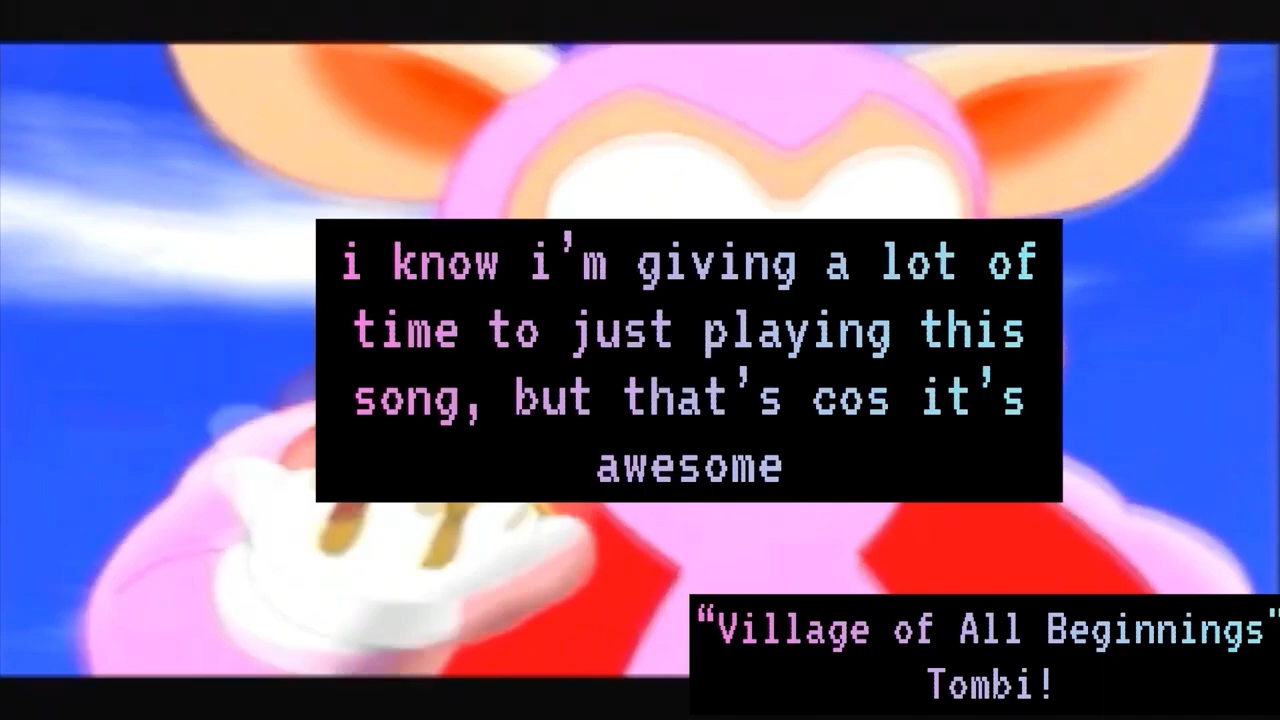 i know i'm giving a lot of
time to just playing this
song, but that's cos it's
awesome
“Village of All Beginnings"
Tombi!